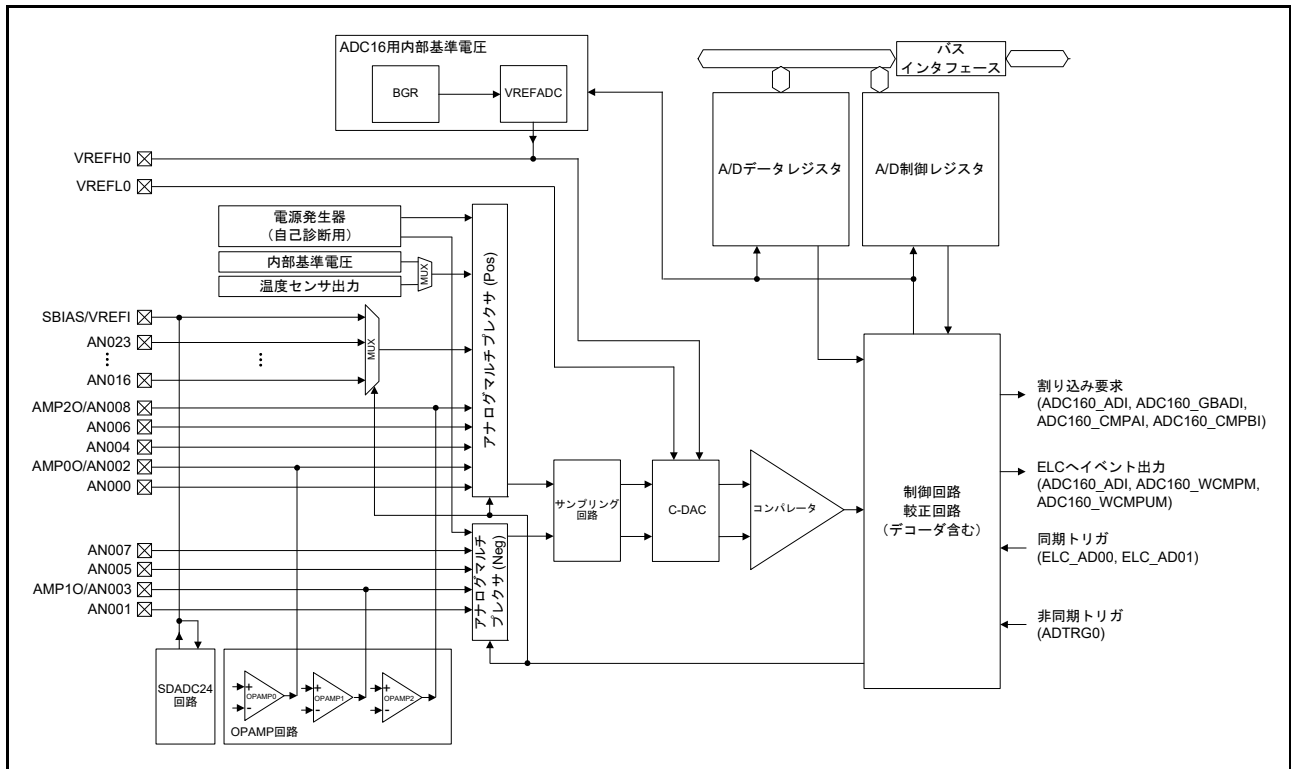 ADC16用内部基準電圧
BGR
VREFADC
バス
インタフェース
A/Dデータレジスタ
A/D制御レジスタ
VREFH0
VREFL0
電源発生器
(自己診断用)
内部基準電圧
温度センサ出力
MUX
アナログマルチプレクサ (Pos)
SBIAS/VREFI
AN023
⋮
AN016
⋮
MUX
AMP2O/AN008
AN006
AN004
AMP0O/AN002
AN000
AN007
AN005
AMP1O/AN003
AN001
アナログマルチ
プレクサ (Neg)
サンプリング
回路
C-DAC
コンパレータ
制御回路
較正回路
(デコーダ含む)
割り込み要求
(ADC160_ADI, ADC160_GBADI,
ADC160_CMPAI, ADC160_CMPBI)
ELCへイベント出力
(ADC160_ADI, ADC160_WCMPM,
ADC160_WCMPUM)
同期トリガ
(ELC_AD00, ELC_AD01)
非同期トリガ
(ADTRG0)
SDADC24
回路
+
-
OPAMP0
+
-
OPAMP1
+
-
OPAMP2
OPAMP回路